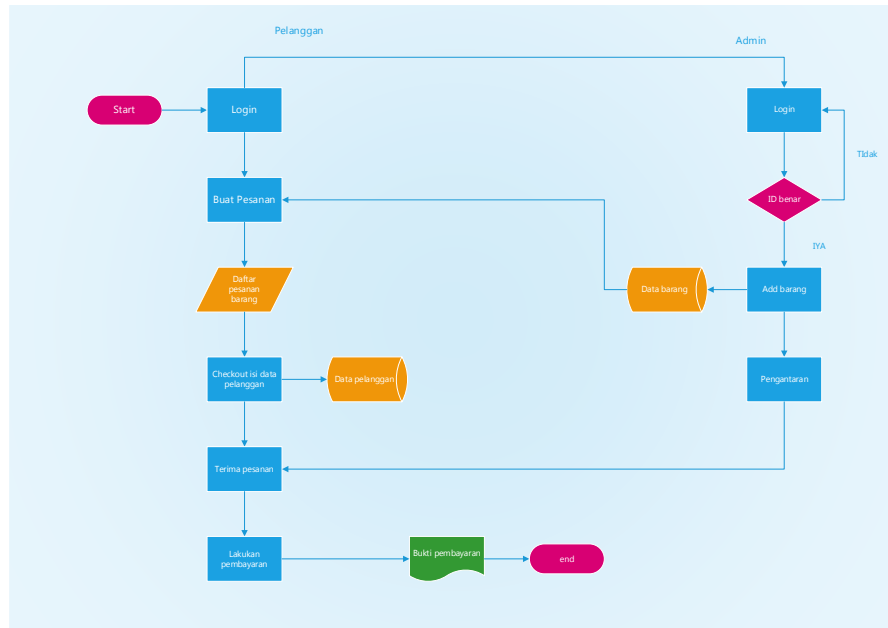 Pelanggan
Admin
Start
Login
Login
TIdak
Buat Pesanan
ID benar
IYA
Daftar
pesanan
barang
Data barang
Add barang
Checkout isi data
pelanggan
Data pelanggan
Pengantaran
Terima pesanan
Lakukan
pembayaran
Bukti pembayaran
end